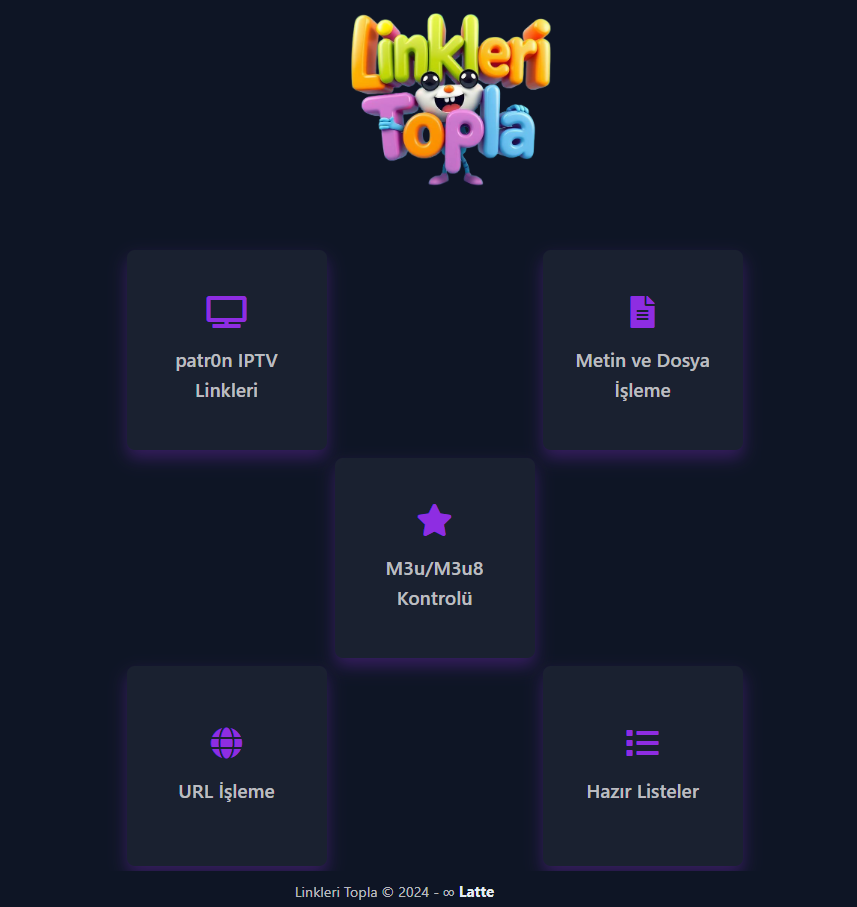 Linkleri
Topla
patr0n IPTV
Linkleri
Metin ve Dosya
İşleme
M3u/M3u8
Kontrolü
URL İşleme
Hazır Listeler
Linkleri Topla © 2024 - ∞ Latte